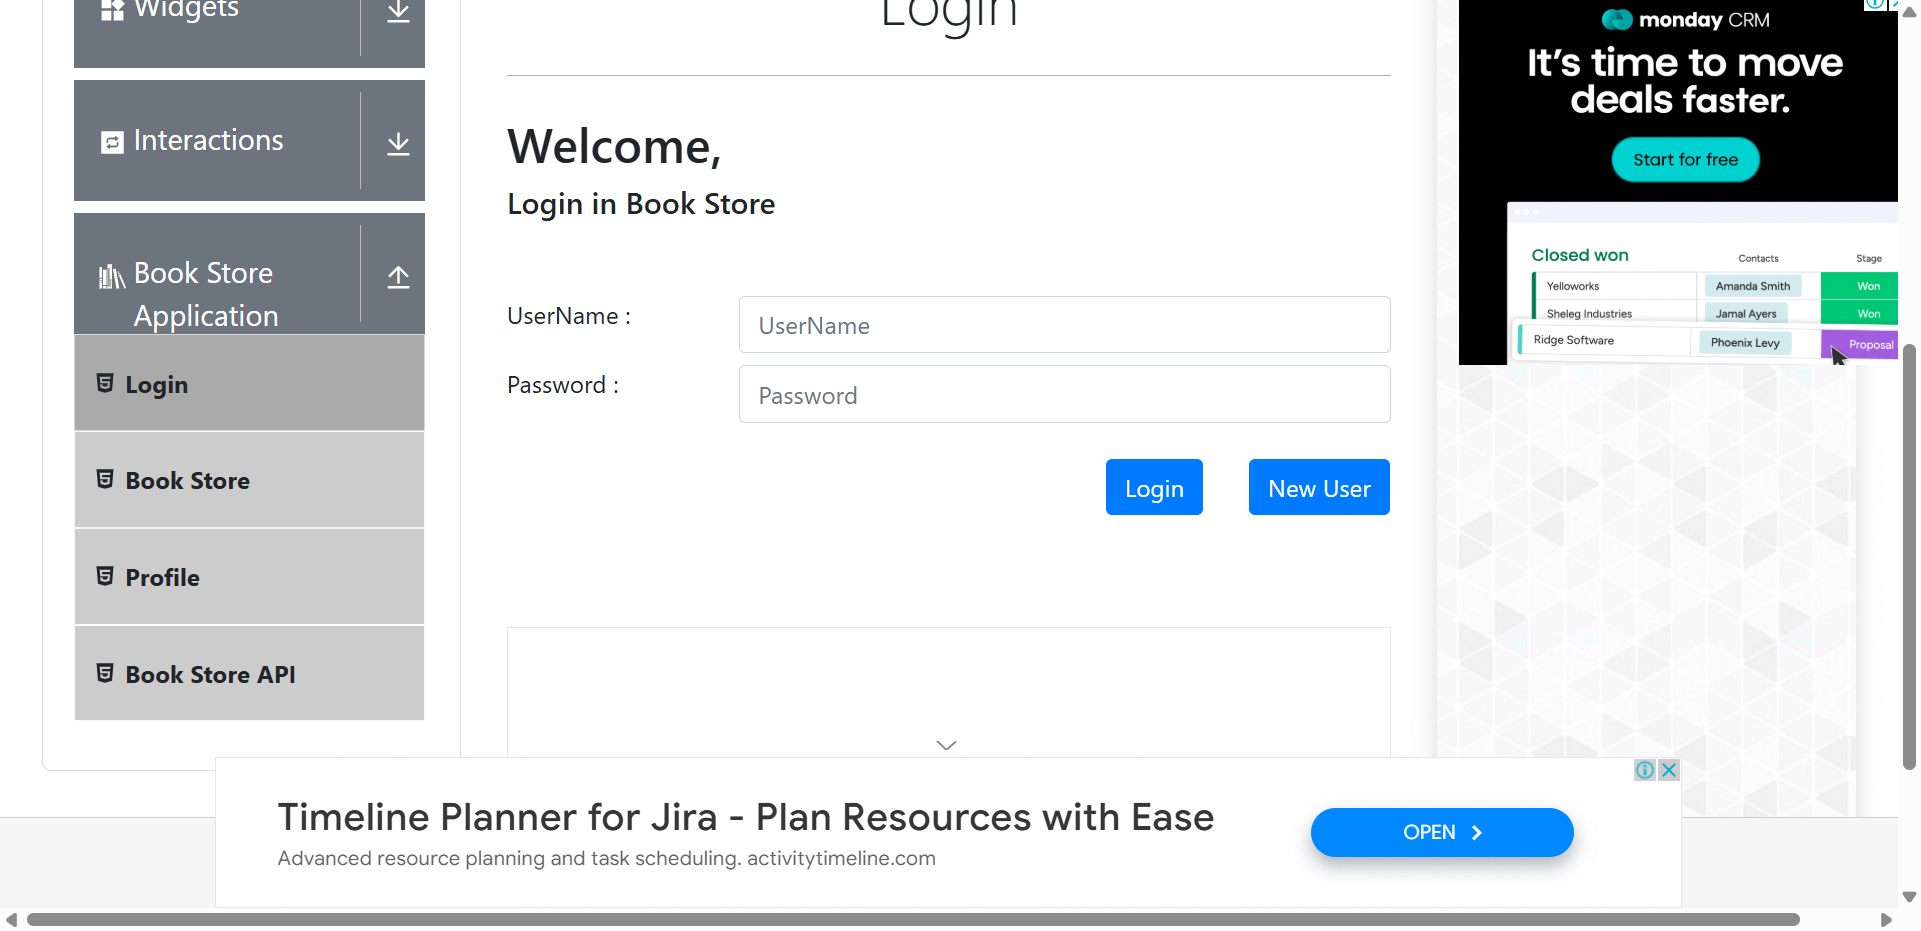 Widgets
Interactions
Book Store
Application
Login
Book Store
Profile
Book Store API
Login
Welcome,
Login in Book Store
UserName :
UserName
Password :
Password
Login
New User
monday CRM
It's time to move
deals faster.
Start for free
Closed won
Contacts
Stage
Yelloworks
Amanda Smith
Won
Sheleg Industries
Jamal Ayers
Won
Ridge Software
Phoenix Levy
Proposal
Timeline Planner for Jira - Plan Resources with Ease
Advanced resource planning and task scheduling. activitytimeline.com
OPEN